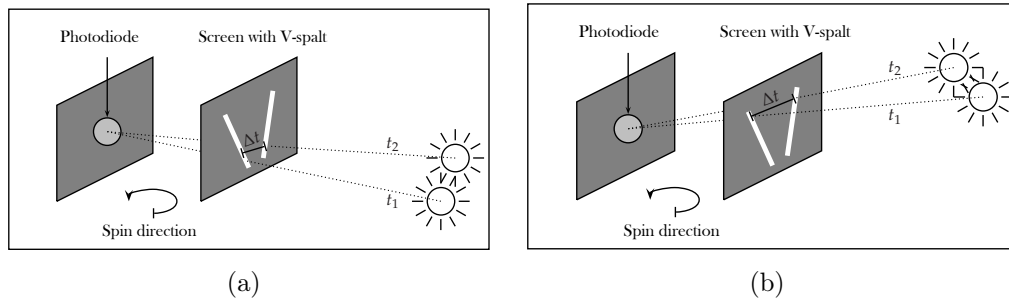 Photodiode
Screen with V-spalt
Δt
t2
t1
Spin direction
(a)
Photodiode
Screen with V-spalt
Δt
t2
t1
Spin direction
(b)